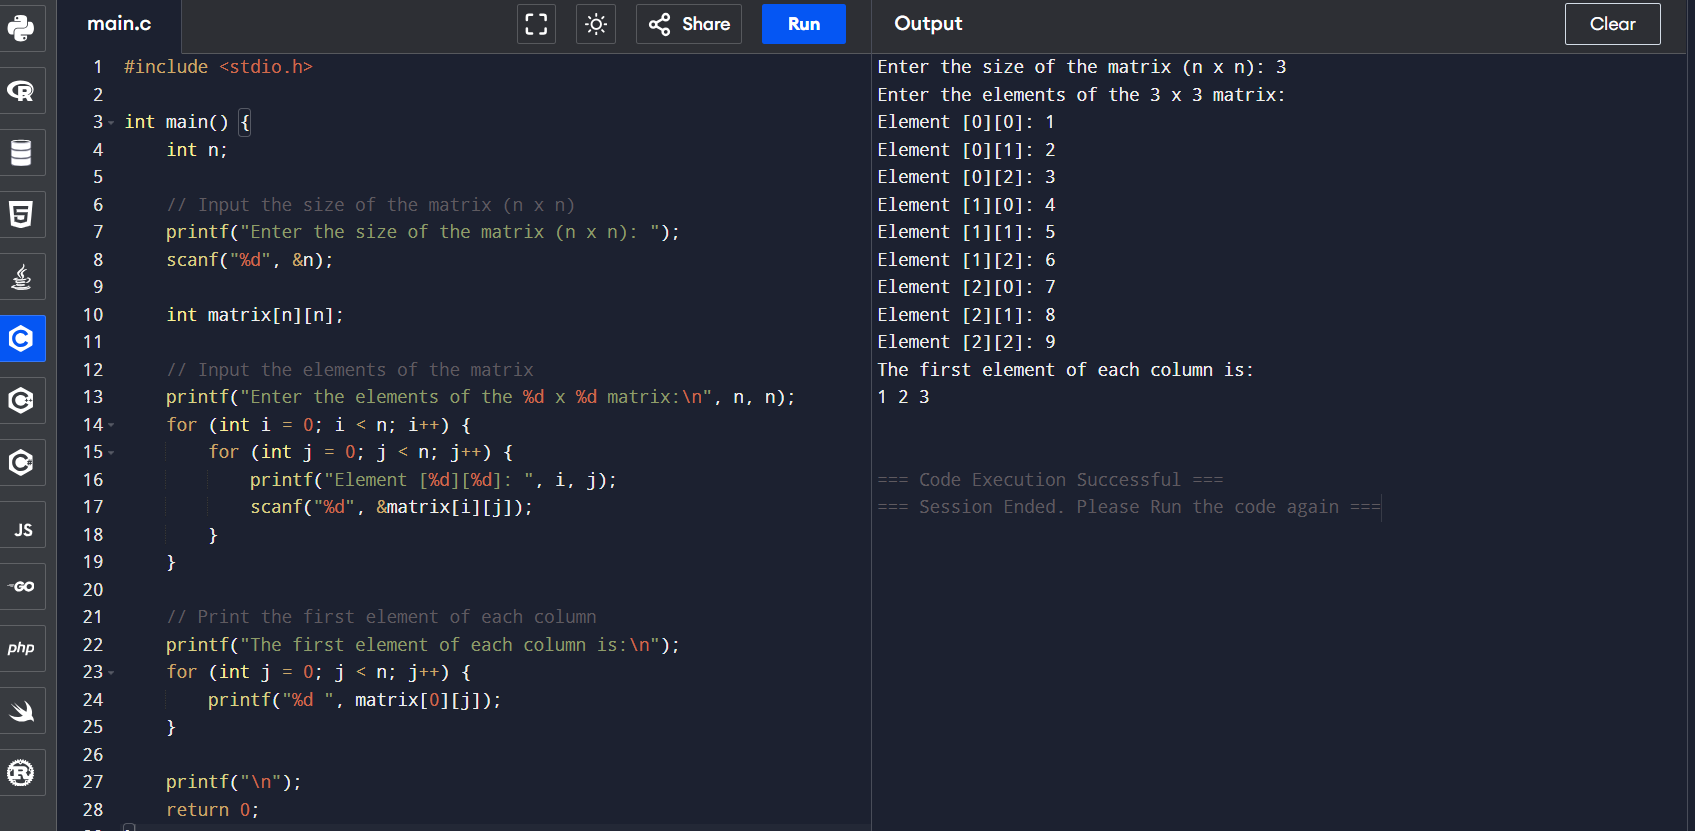 main.c
Share
Run
Output
Clear
1 #include <stdio.h>
2
3 int main() {
4     int n;
5
6     // Input the size of the matrix (n x n)
7     printf("Enter the size of the matrix (n x n): ");
8     scanf("%d", &n);
9
10     int matrix[n][n];
11
12     // Input the elements of the matrix
13     printf("Enter the elements of the %d x %d matrix:\n", n, n);
14     for (int i = 0; i < n; i++) {
15         for (int j = 0; j < n; j++) {
16             printf("Element [%d][%d]: ", i, j);
17             scanf("%d", &matrix[i][j]);
18         }
19     }
20
21     // Print the first element of each column
22     printf("The first element of each column is:\n");
23     for (int j = 0; j < n; j++) {
24         printf("%d ", matrix[0][j]);
25     }
26
27     printf("\n");
28     return 0;
Enter the size of the matrix (n x n): 3
Enter the elements of the 3 x 3 matrix:
Element [0][0]: 1
Element [0][1]: 2
Element [0][2]: 3
Element [1][0]: 4
Element [1][1]: 5
Element [1][2]: 6
Element [2][0]: 7
Element [2][1]: 8
Element [2][2]: 9
The first element of each column is:
1 2 3
=== Code Execution Successful ===
=== Session Ended. Please Run the code again ===
R
5
C
C++
C#
JS
GO
php
R